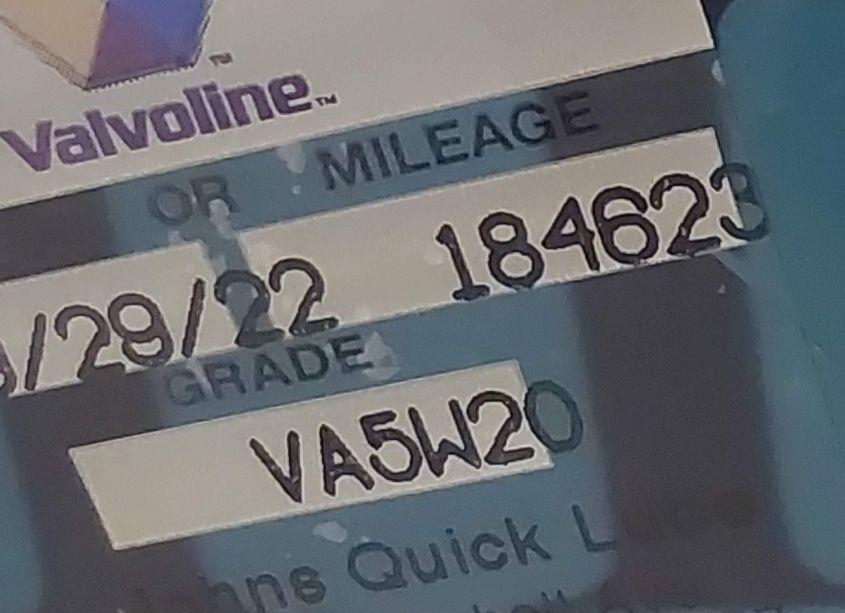 Valvoline™
OR MILEAGE
/29/22 184623
GRADE
VA5W20
Quick